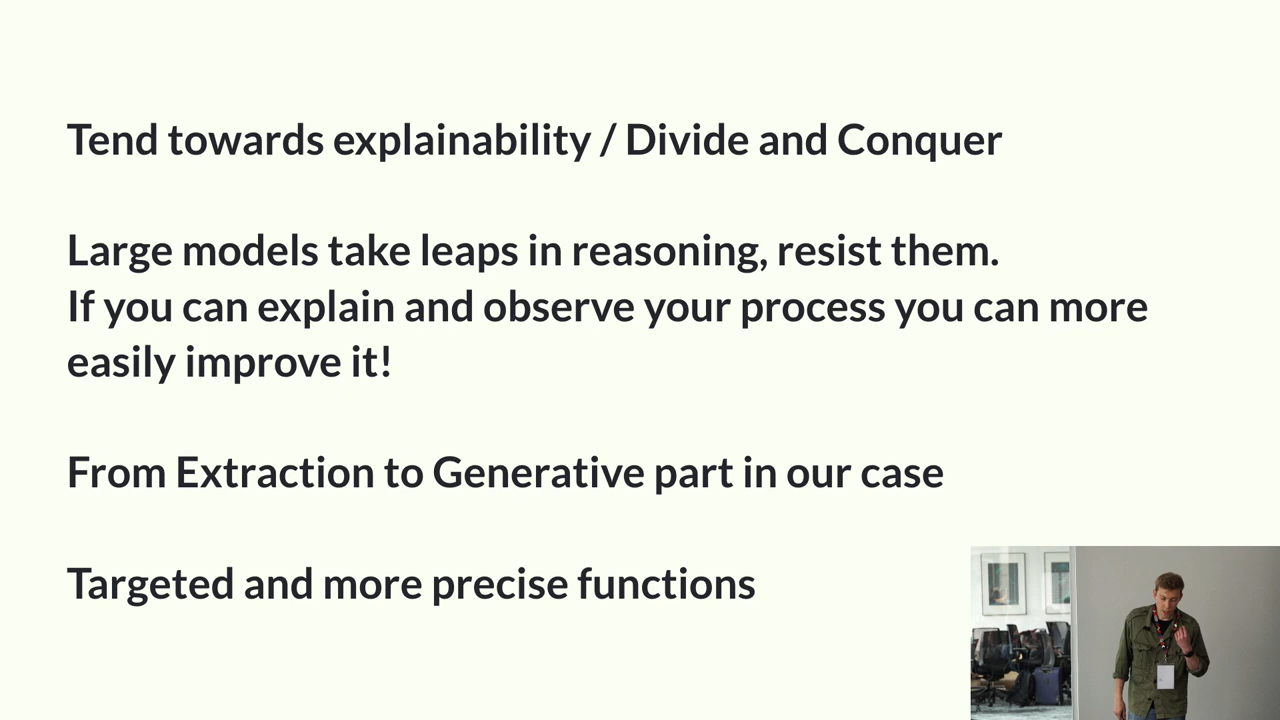 Tend towards explainability / Divide and Conquer
Large models take leaps in reasoning, resist them.
If you can explain and observe your process you can more
easily improve it!
From Extraction to Generative part in our case
Targeted and more precise functions